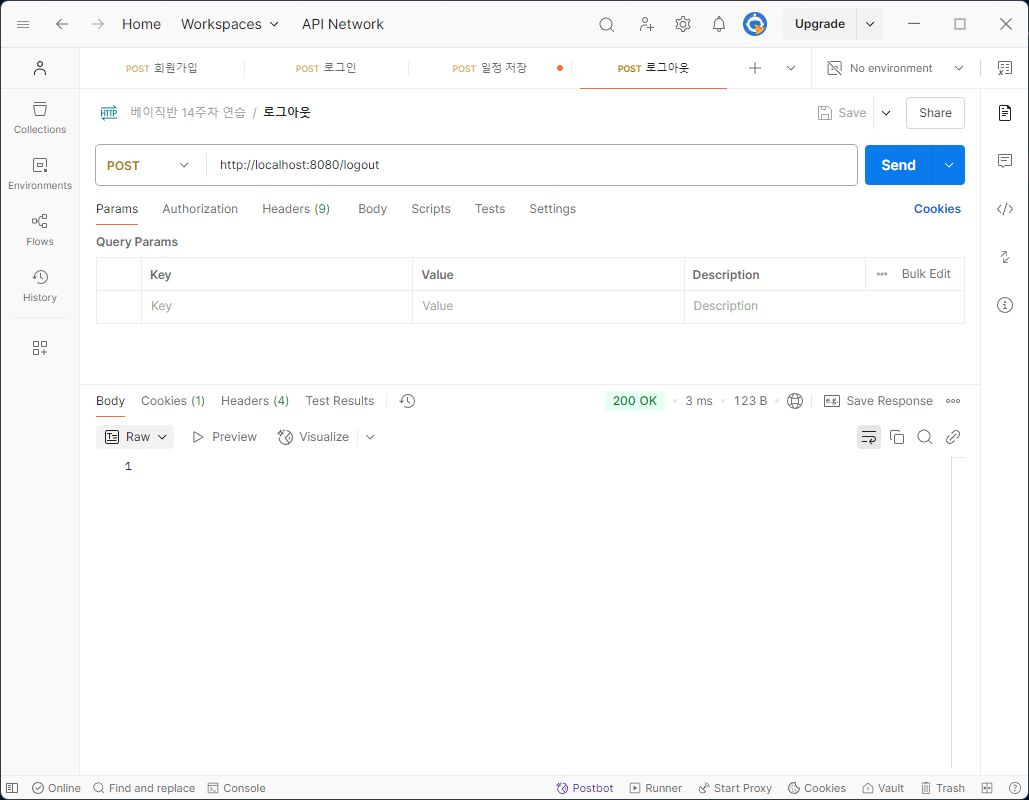 Home Workspaces API Network Upgrade
POST 회원가입 POST 로그인 POST 일정 저장 POST 로그아웃 No environment
HTTP 베이직반 14주차 연습 / 로그아웃 Save Share
Collections
POST http://localhost:8080/logout Send
Environments
Params Authorization Headers (9) Body Scripts Tests Settings Cookies
Flows
Query Params
Key Value Description Bulk Edit
History
Key Value Description
Body Cookies (1) Headers (4) Test Results 200 OK 3 ms 123 B e.g. Save Response
Raw Preview Visualize
1
Online Find and replace Console Postbot Runner Start Proxy Cookies Vault Trash